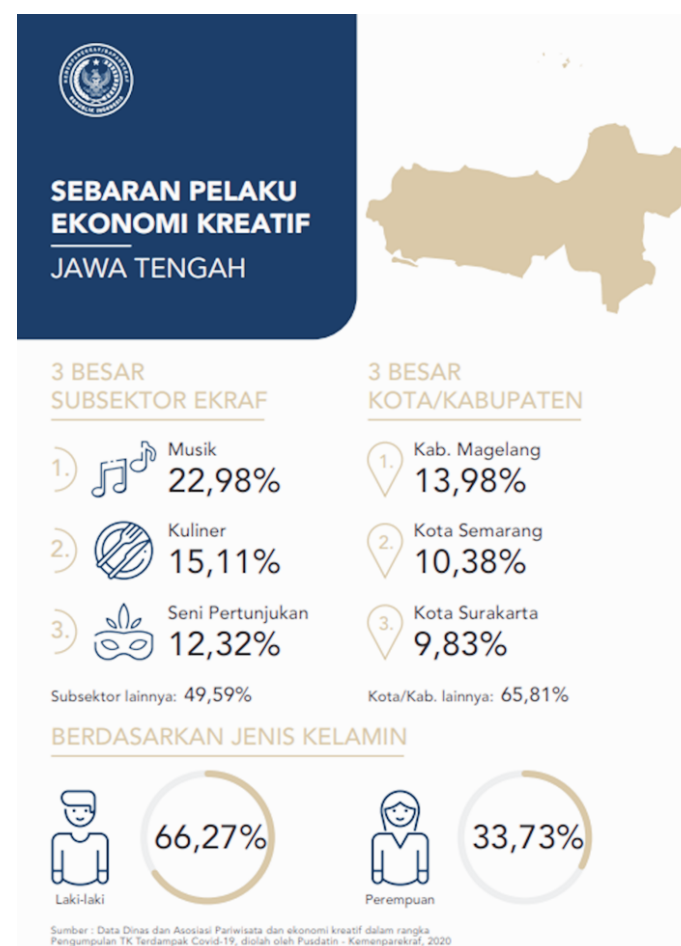 SEBARAN PELAKU
EKONOMI KREATIF
JAWA TENGAH
3 BESAR
SUBSEKTOR EKRAF
1.
Musik
22,98%
2.
Kuliner
15,11%
3.
Seni Pertunjukan
12,32%
Subsektor lainnya: 49,59%
3 BESAR
KOTA/KABUPATEN
1.
Kab. Magelang
13,98%
2.
Kota Semarang
10,38%
3.
Kota Surakarta
9,83%
Kota/Kab. lainnya: 65,81%
BERDASARKAN JENIS KELAMIN
66,27%
Laki-laki
33,73%
Perempuan
Sumber : Data Dinas dan Asosiasi Pariwisata dan ekonomi kreatif dalam rangka
Pengumpulan TK Terdampak Covid-19, diolah oleh Pusdatin - Kemenparekraf, 2020